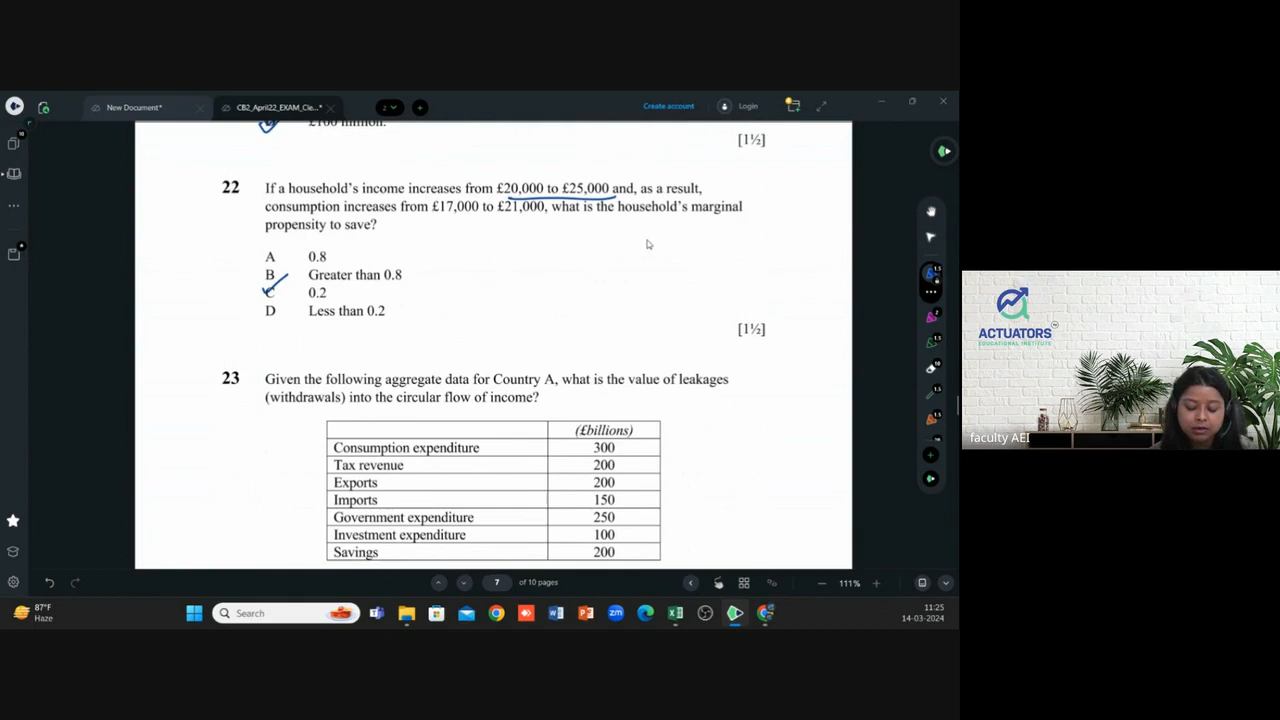 New Document*
CB2_April22_EXAM_Cle...*
2
Create account
Login
£100 million.
[1½]
22 If a household's income increases from £20,000 to £25,000 and, as a result,
consumption increases from £17,000 to £21,000, what is the household's marginal
propensity to save?
A 0.8
B Greater than 0.8
C 0.2
D Less than 0.2
[1½]
23 Given the following aggregate data for Country A, what is the value of leakages
(withdrawals) into the circular flow of income?
(£billions)
Consumption expenditure 300
Tax revenue 200
Exports 200
Imports 150
Government expenditure 250
Investment expenditure 100
Savings 200
7 of 10 pages
111%
ACTUATORS
EDUCATIONAL INSTITUTE
faculty AEI
87°F
Haze
Search
11:25
14-03-2024